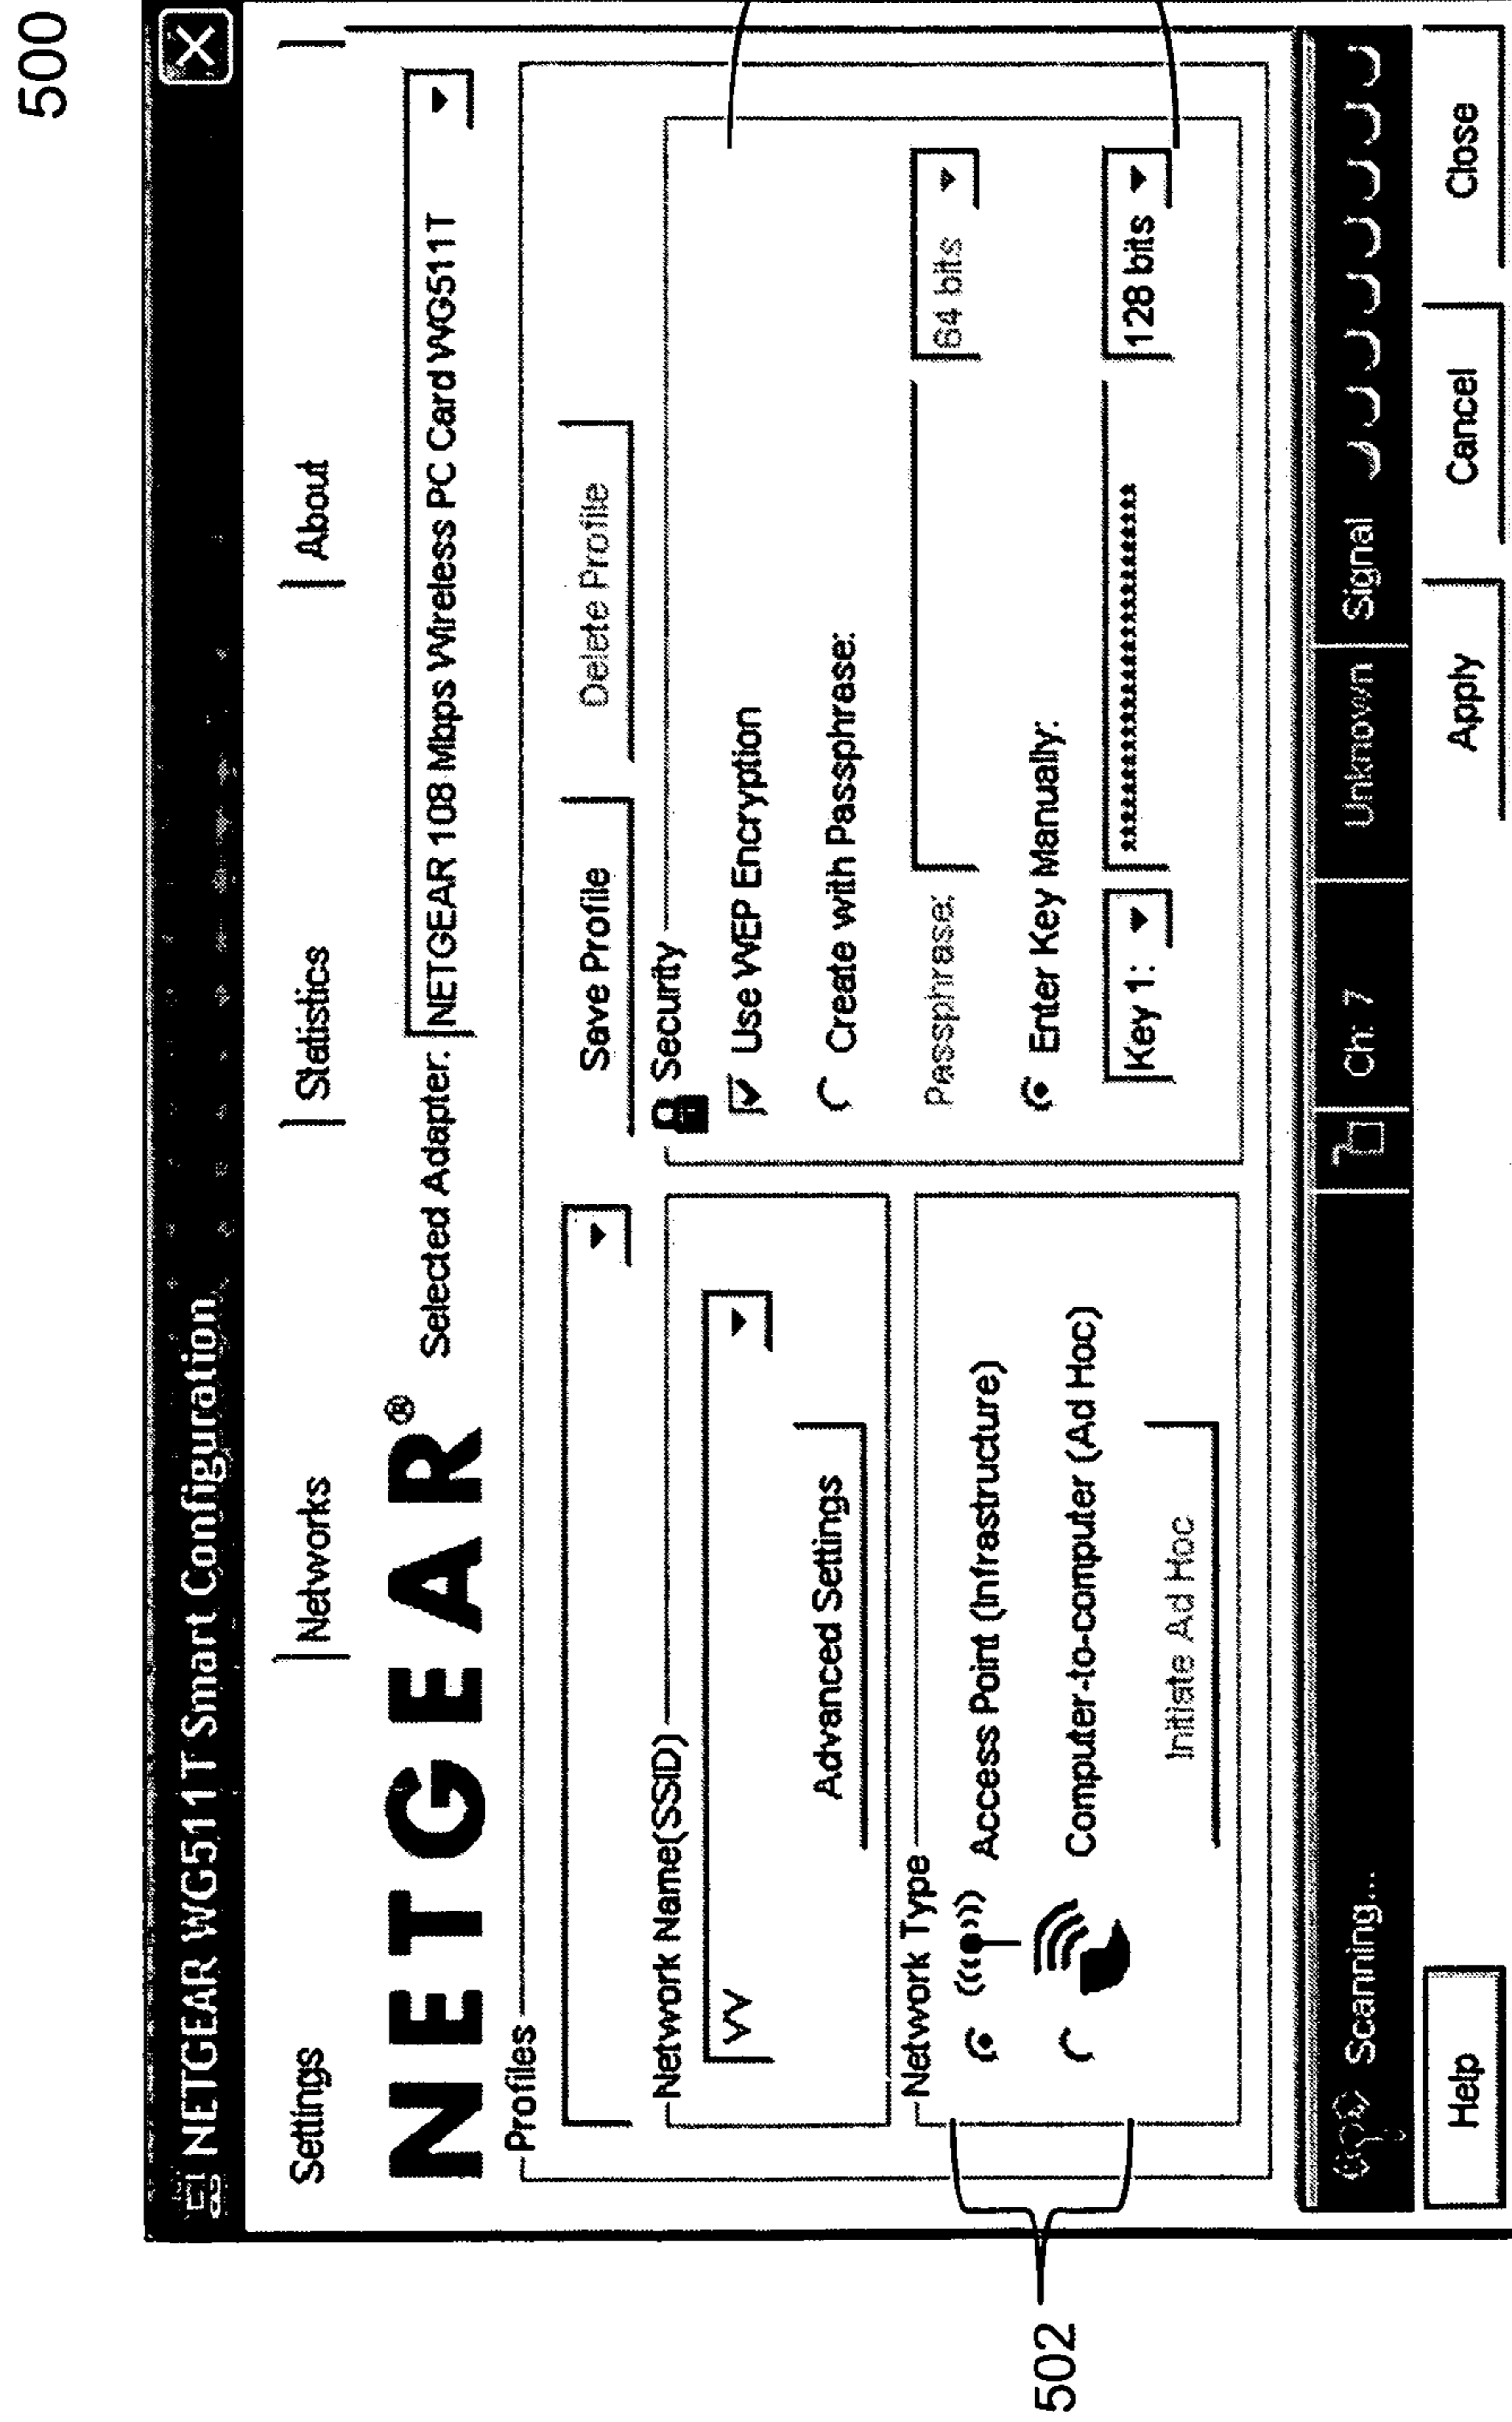 500
NETGEAR WG511T Smart Configuration
Settings
Networks
Statistics
About
NETGEAR®
Selected Adapter:
NETGEAR 108 Mbps Wireless PC Card WG511T
Profiles
Save Profile
Delete Profile
Network Name(SSID)
VV
Advanced Settings
Network Type
Access Point (Infrastructure)
Computer-to-computer (Ad Hoc)
Initiate Ad Hoc
502
Security
Use WEP Encryption
Create with Passphrase:
Passphrase:
64 bits
Enter Key Manually:
Key 1:
************************** 
128 bits
Scanning...
Ch: 7
Unknown
Signal
Help
Apply
Cancel
Close